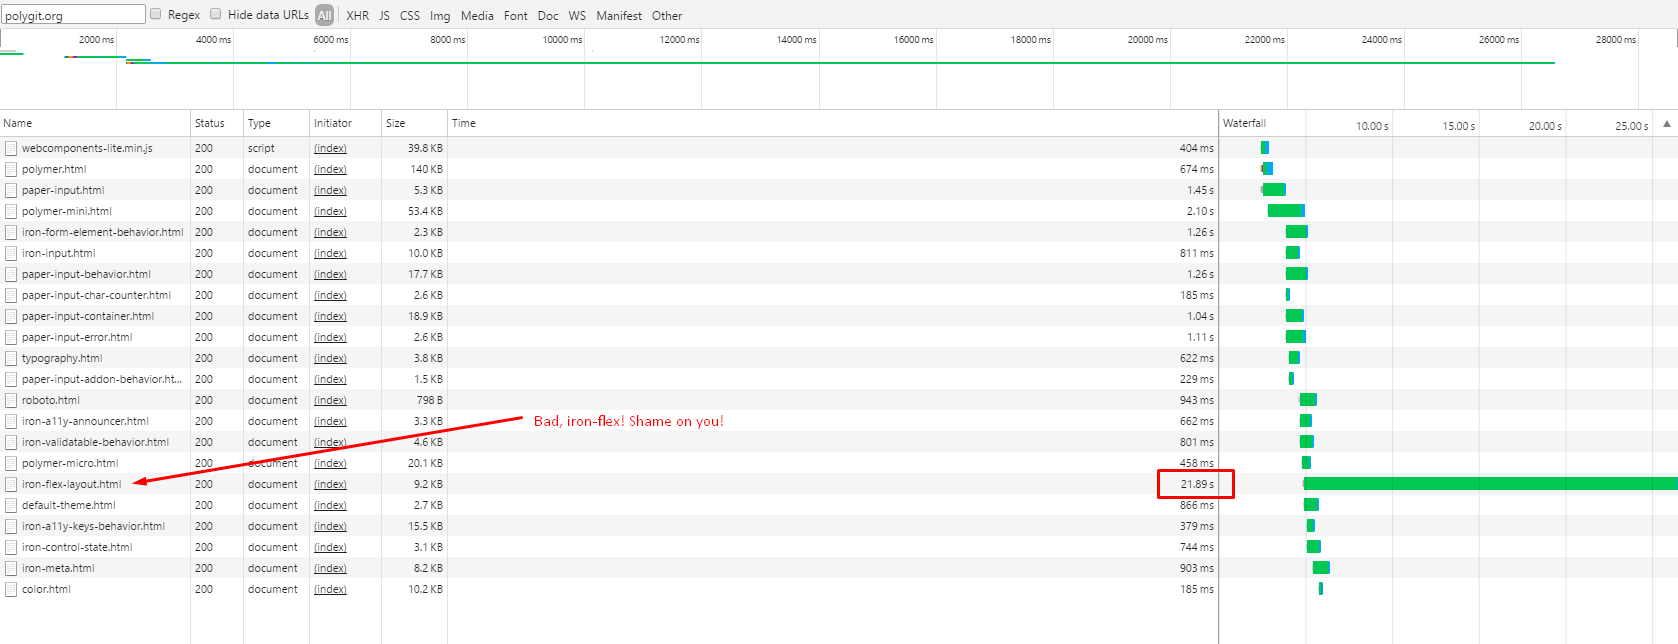 polygit.org Regex Hide data URLs All XHR JS CSS Img Media Font Doc WS Manifest Other
2000 ms 4000 ms 6000 ms 8000 ms 10000 ms 12000 ms 14000 ms 16000 ms 18000 ms 20000 ms 22000 ms 24000 ms 26000 ms 28000 ms
Name Status Type Initiator Size Time Waterfall 10.00 s 15.00 s 20.00 s 25.00 s
webcomponents-lite.min.js 200 script (index) 39.8 KB 404 ms
polymer.html 200 document (index) 140 KB 674 ms
paper-input.html 200 document (index) 5.3 KB 1.45 s
polymer-mini.html 200 document (index) 53.4 KB 2.10 s
iron-form-element-behavior.html 200 document (index) 2.3 KB 1.26 s
iron-input.html 200 document (index) 10.0 KB 811 ms
paper-input-behavior.html 200 document (index) 17.7 KB 1.26 s
paper-input-char-counter.html 200 document (index) 2.6 KB 185 ms
paper-input-container.html 200 document (index) 18.9 KB 1.04 s
paper-input-error.html 200 document (index) 2.6 KB 1.11 s
typography.html 200 document (index) 3.8 KB 622 ms
paper-input-addon-behavior.ht... 200 document (index) 1.5 KB 229 ms
roboto.html 200 document (index) 798 B 943 ms
iron-a11y-announcer.html 200 document (index) 3.3 KB Bad, iron-flex! Shame on you! 662 ms
iron-validatable-behavior.html 200 document (index) 4.6 KB 801 ms
polymer-micro.html 200 document (index) 20.1 KB 458 ms
iron-flex-layout.html 200 document (index) 9.2 KB 21.89 s
default-theme.html 200 document (index) 2.7 KB 866 ms
iron-a11y-keys-behavior.html 200 document (index) 15.5 KB 379 ms
iron-control-state.html 200 document (index) 3.1 KB 744 ms
iron-meta.html 200 document (index) 8.2 KB 903 ms
color.html 200 document (index) 10.2 KB 185 ms